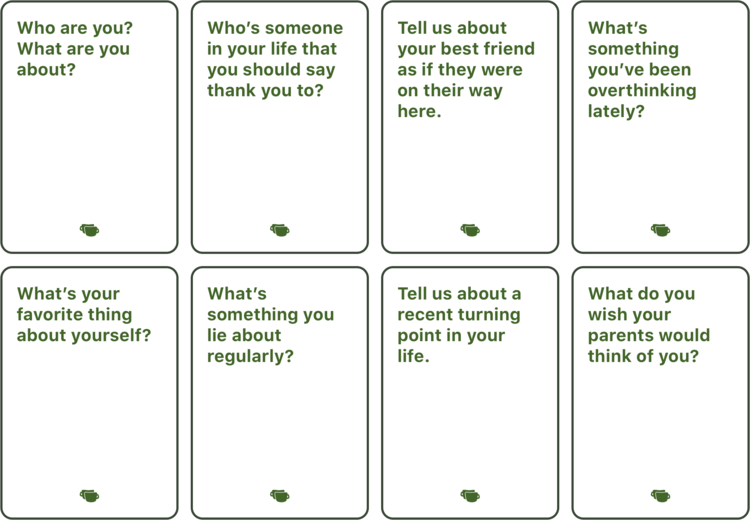 Who are you?
What are you
about?
Who’s someone
in your life that
you should say
thank you to?
Tell us about
your best friend
as if they were
on their way
here.
What’s
something
you’ve been
overthinking
lately?
What’s your
favorite thing
about yourself?
What’s
something you
lie about
regularly?
Tell us about a
recent turning
point in your
life.
What do you
wish your
parents would
think of you?